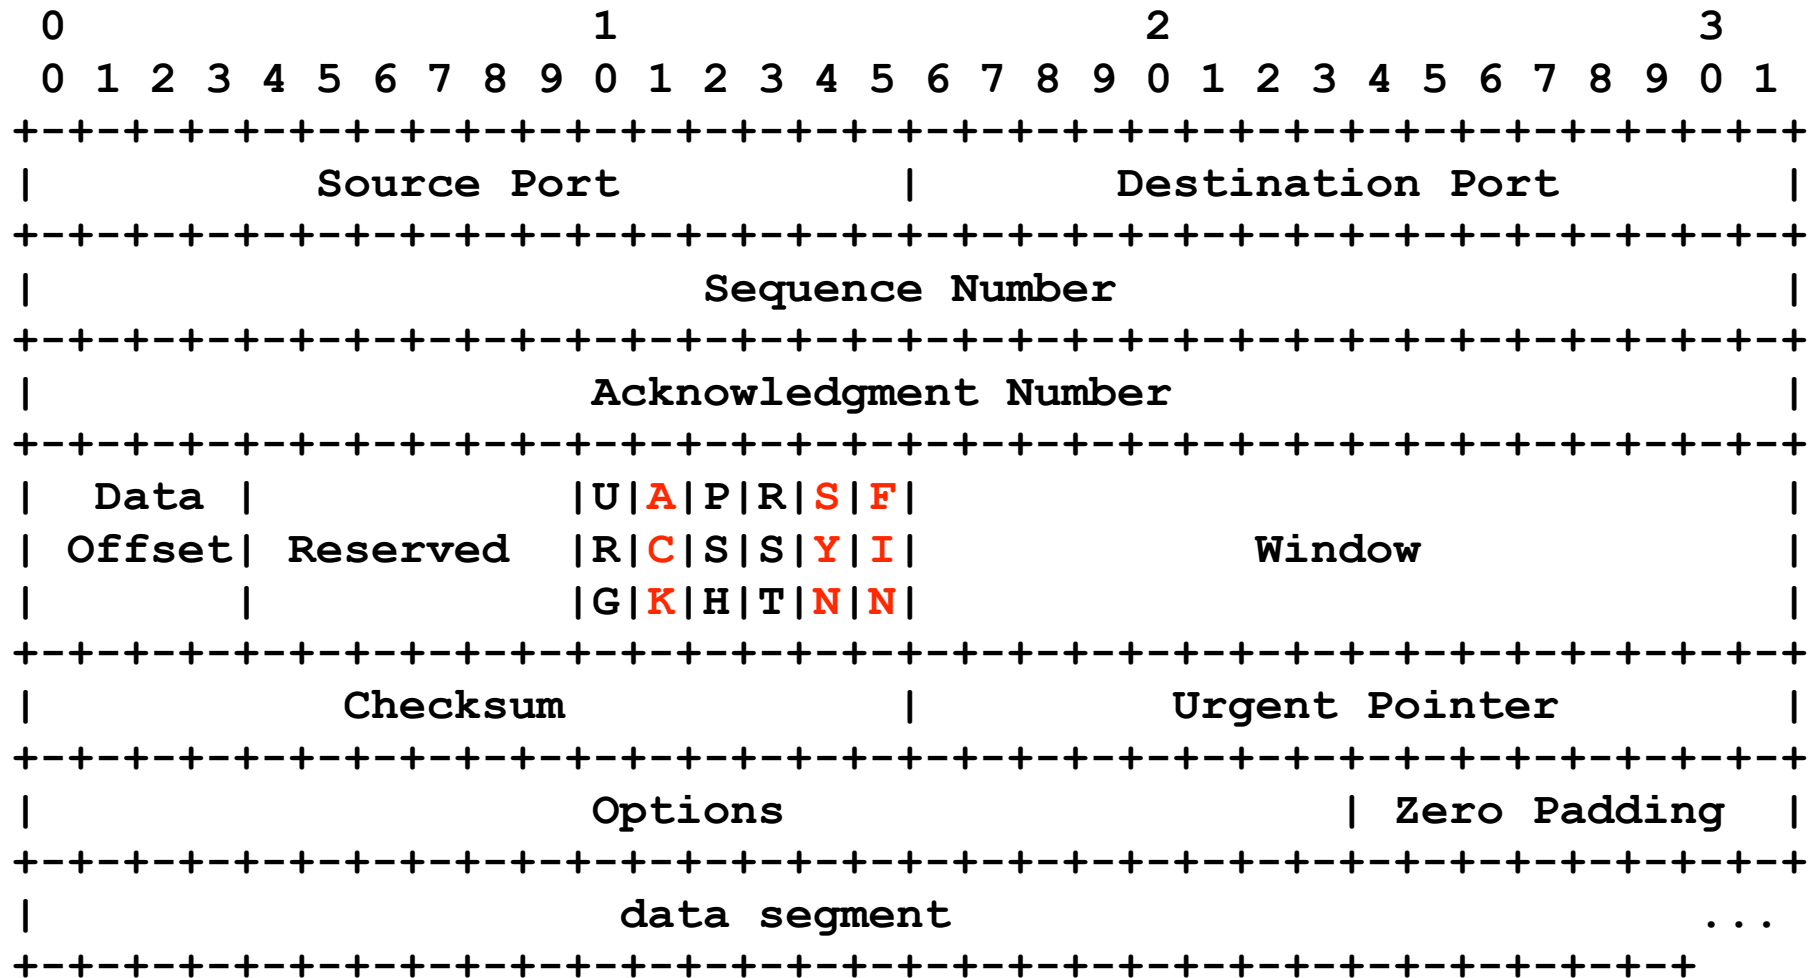 0                   1                   2                   3
 0 1 2 3 4 5 6 7 8 9 0 1 2 3 4 5 6 7 8 9 0 1 2 3 4 5 6 7 8 9 0 1
+-+-+-+-+-+-+-+-+-+-+-+-+-+-+-+-+-+-+-+-+-+-+-+-+-+-+-+-+-+-+-+-+
|          Source Port          |       Destination Port        |
+-+-+-+-+-+-+-+-+-+-+-+-+-+-+-+-+-+-+-+-+-+-+-+-+-+-+-+-+-+-+-+-+
|                        Sequence Number                        |
+-+-+-+-+-+-+-+-+-+-+-+-+-+-+-+-+-+-+-+-+-+-+-+-+-+-+-+-+-+-+-+-+
|                    Acknowledgment Number                      |
+-+-+-+-+-+-+-+-+-+-+-+-+-+-+-+-+-+-+-+-+-+-+-+-+-+-+-+-+-+-+-+-+
|  Data |           |U|A|P|R|S|F|                               |
| Offset| Reserved  |R|C|S|S|Y|I|            Window             |
|       |           |G|K|H|T|N|N|                               |
+-+-+-+-+-+-+-+-+-+-+-+-+-+-+-+-+-+-+-+-+-+-+-+-+-+-+-+-+-+-+-+-+
|           Checksum            |         Urgent Pointer        |
+-+-+-+-+-+-+-+-+-+-+-+-+-+-+-+-+-+-+-+-+-+-+-+-+-+-+-+-+-+-+-+-+
|                    Options                    | Zero Padding  |
+-+-+-+-+-+-+-+-+-+-+-+-+-+-+-+-+-+-+-+-+-+-+-+-+-+-+-+-+-+-+-+-+
|                     data segment                           ...
+-+-+-+-+-+-+-+-+-+-+-+-+-+-+-+-+-+-+-+-+-+-+-+-+-+-+-+-+-+-+